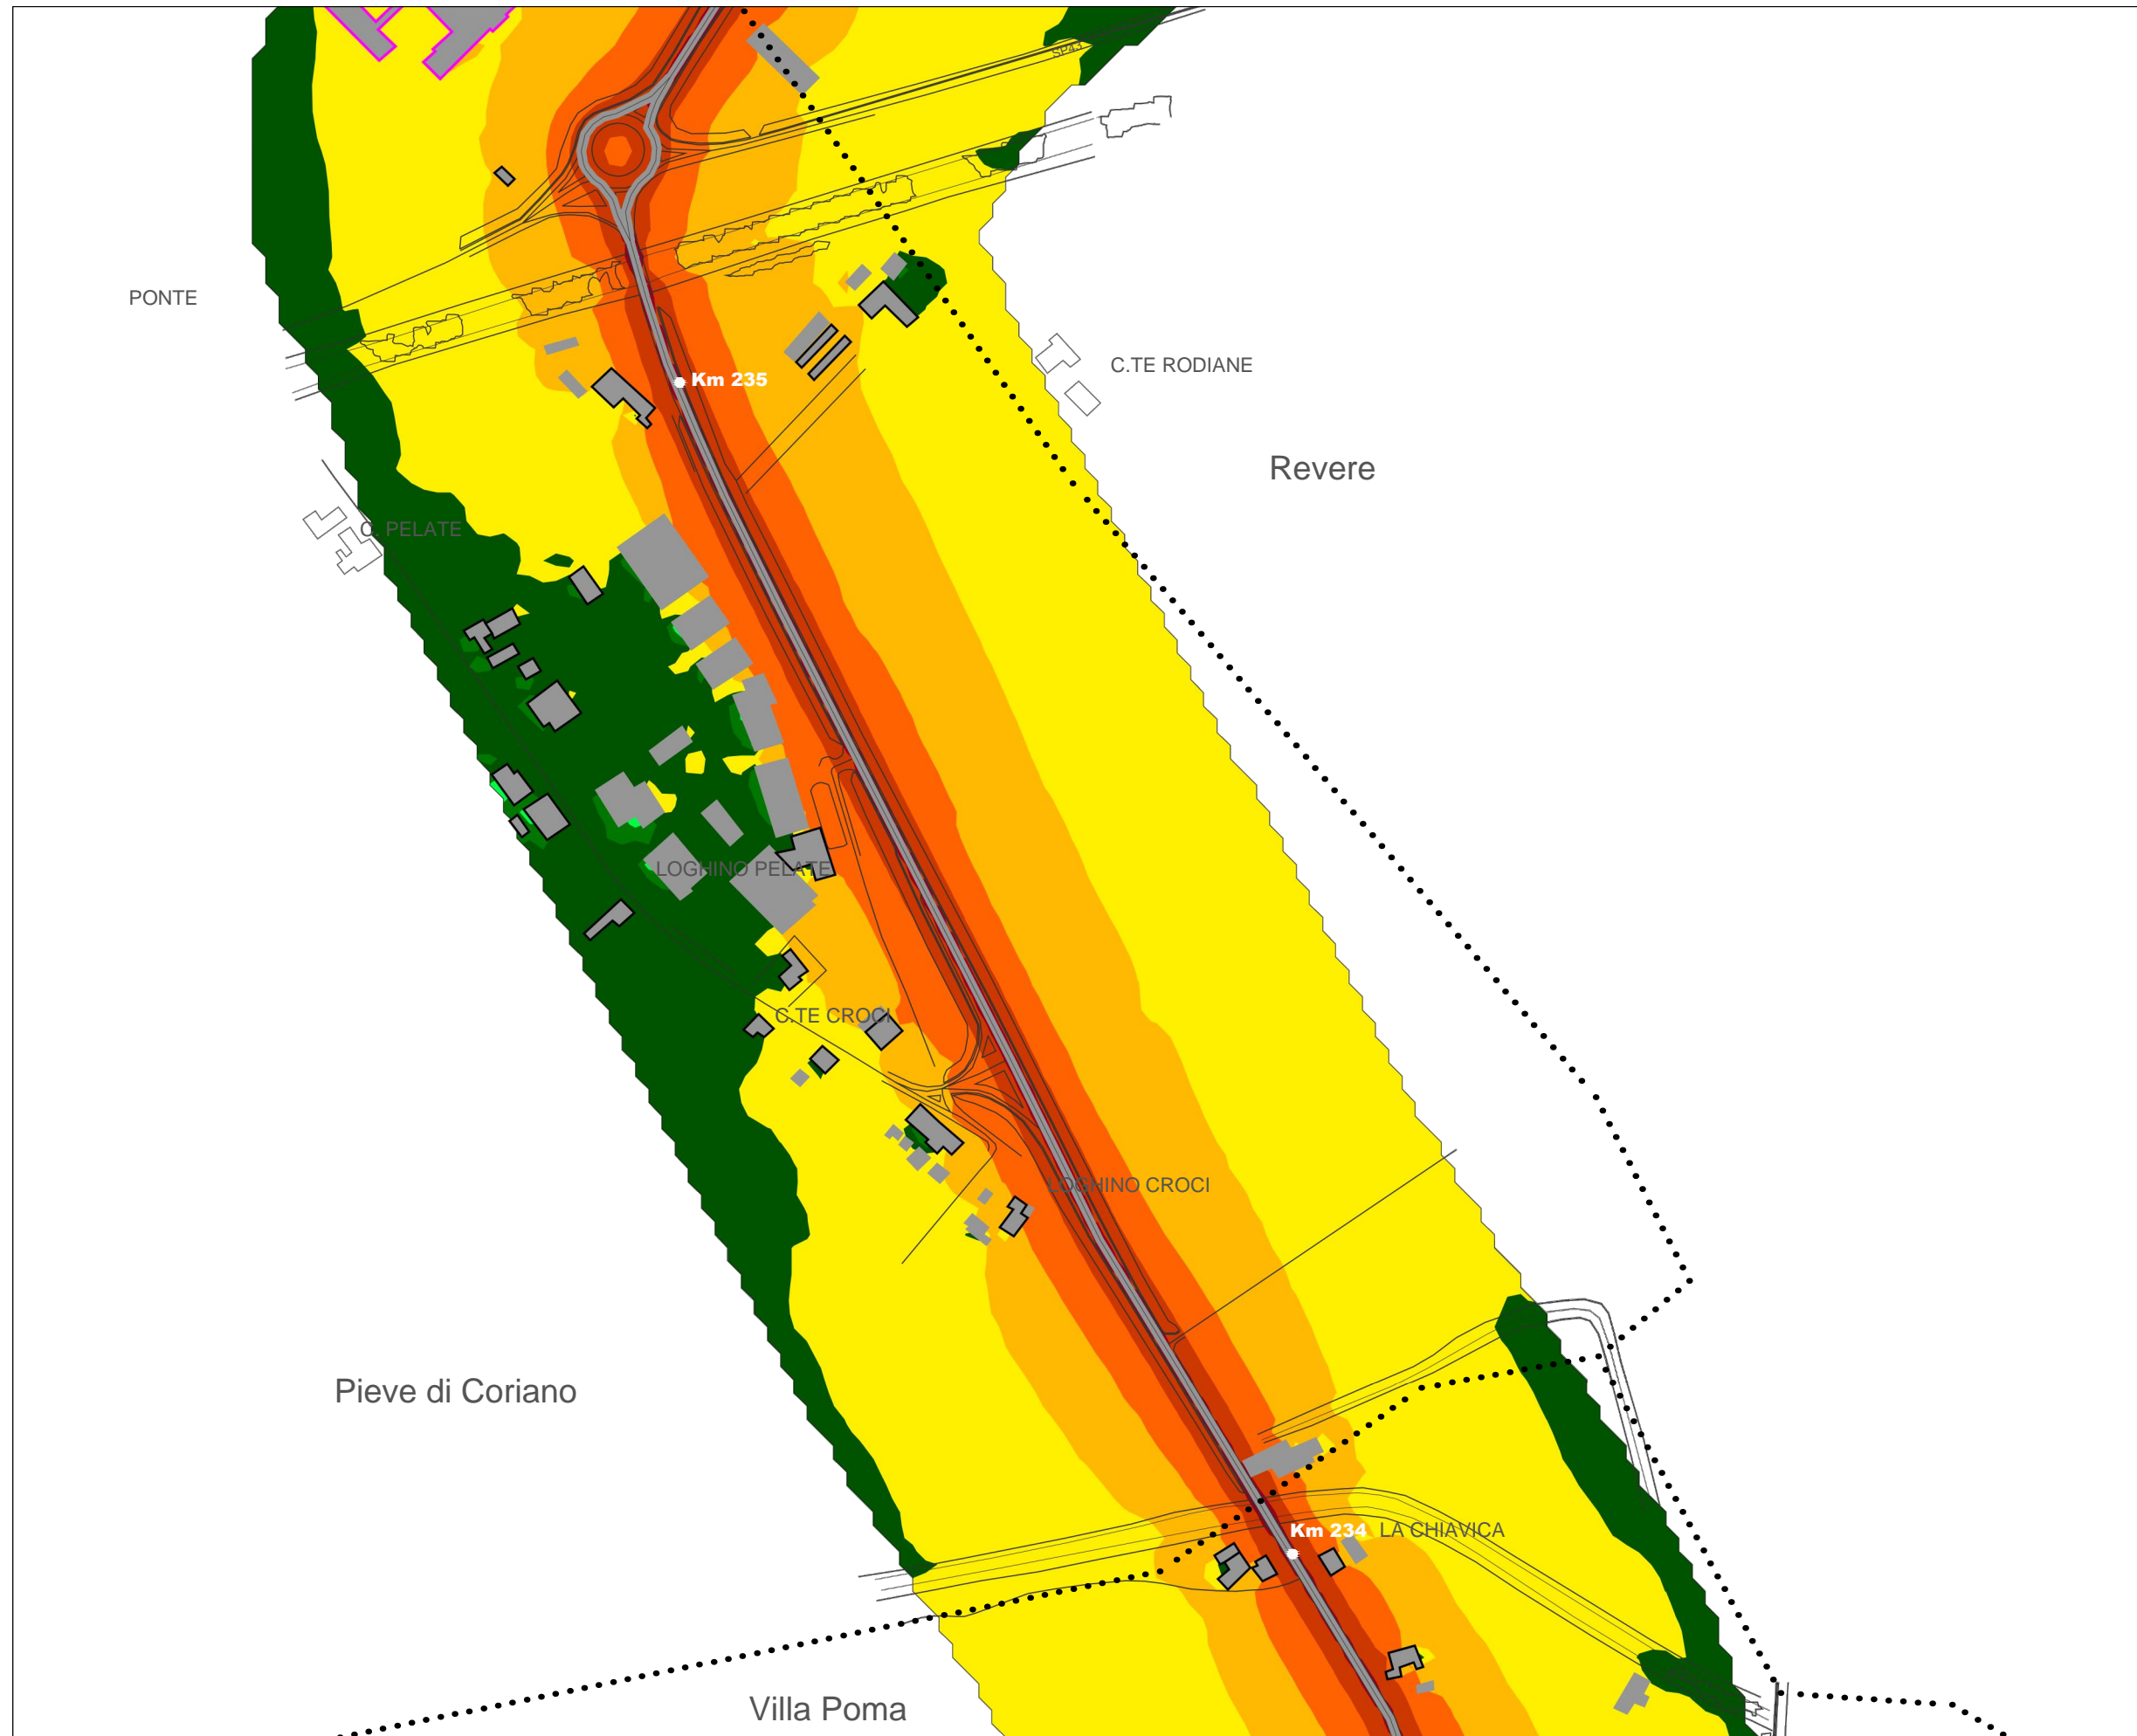 SP43
PONTE
C.TE RODIANE
Km 235
Revere
C. PELATE
LOGHINO PELATE
C.TE CROCI
LOGHINO CROCI
Pieve di Coriano
Km 234
LA CHIAVICA
Villa Poma